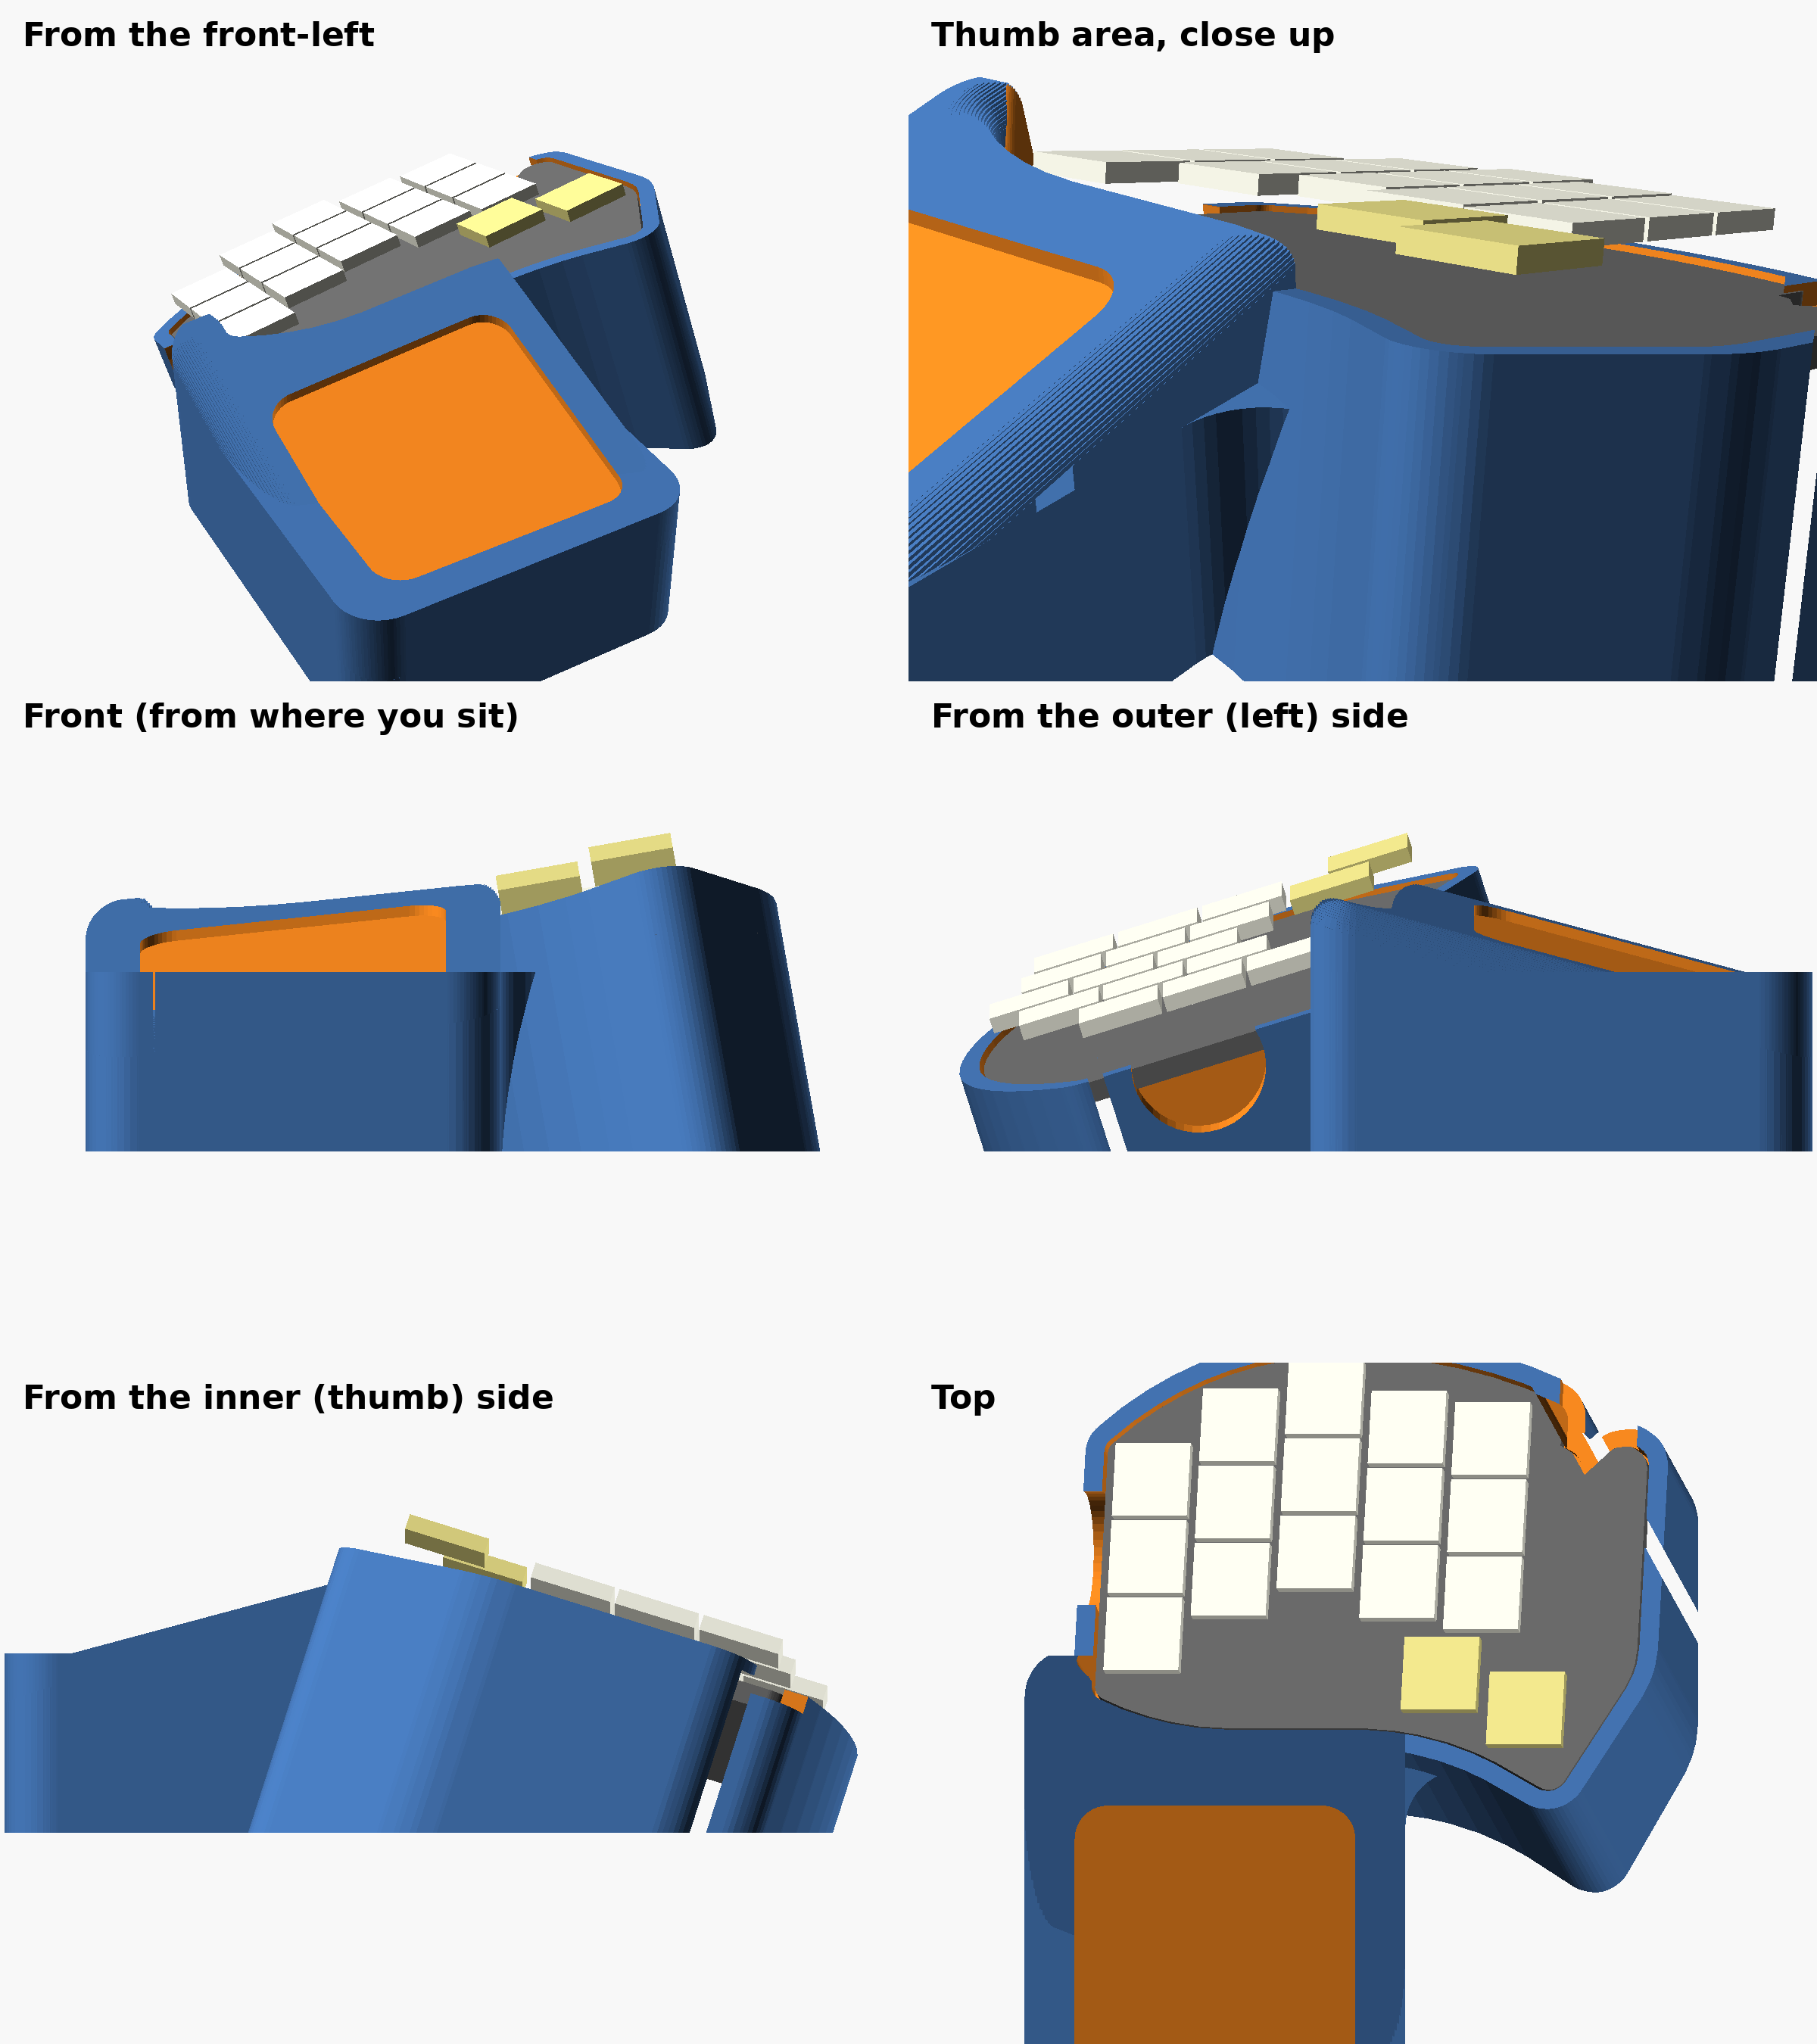 From the front-left
Thumb area, close up
Front (from where you sit)
From the outer (left) side
From the inner (thumb) side
Top